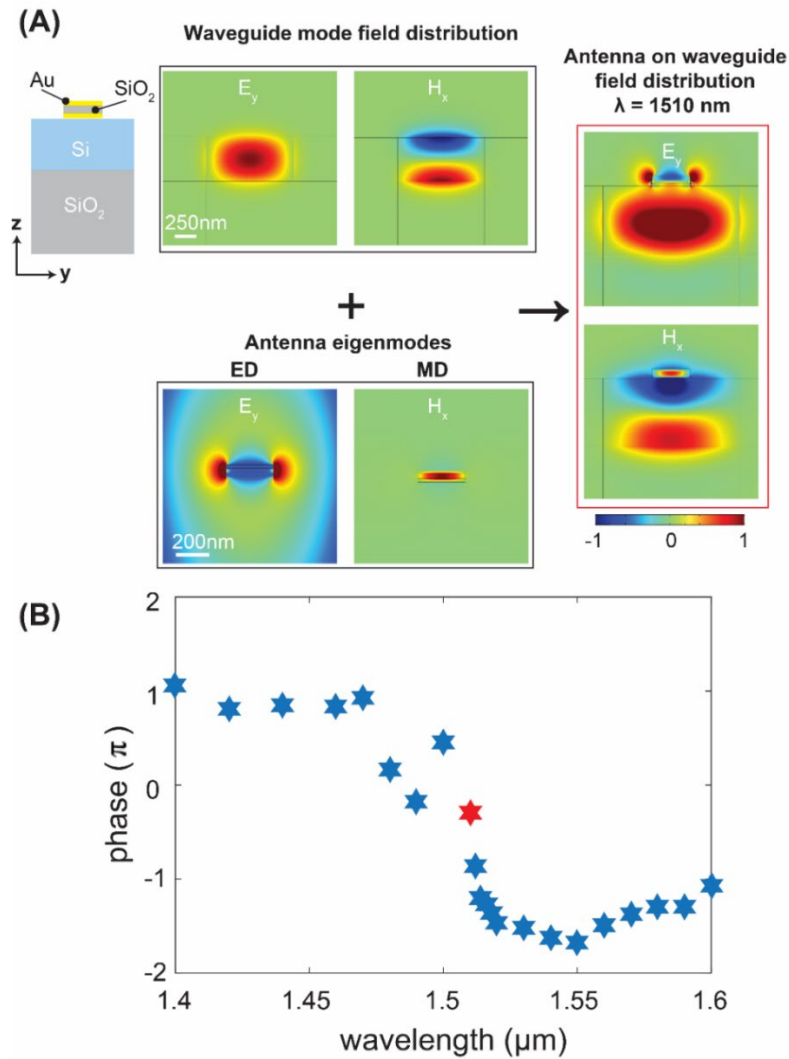 (A)
Waveguide mode field distribution
Antenna on waveguide
field distribution
λ = 1510 nm
Au
SiO2
Si
SiO2
z
y
Ey
Hx
250nm
Ey
+
Hx
Antenna eigenmodes
ED
MD
Ey
Hx
200nm
-1
0
1
(B)
2
1
0
-1
-2
phase (π)
1.4
1.45
1.5
1.55
1.6
wavelength (μm)